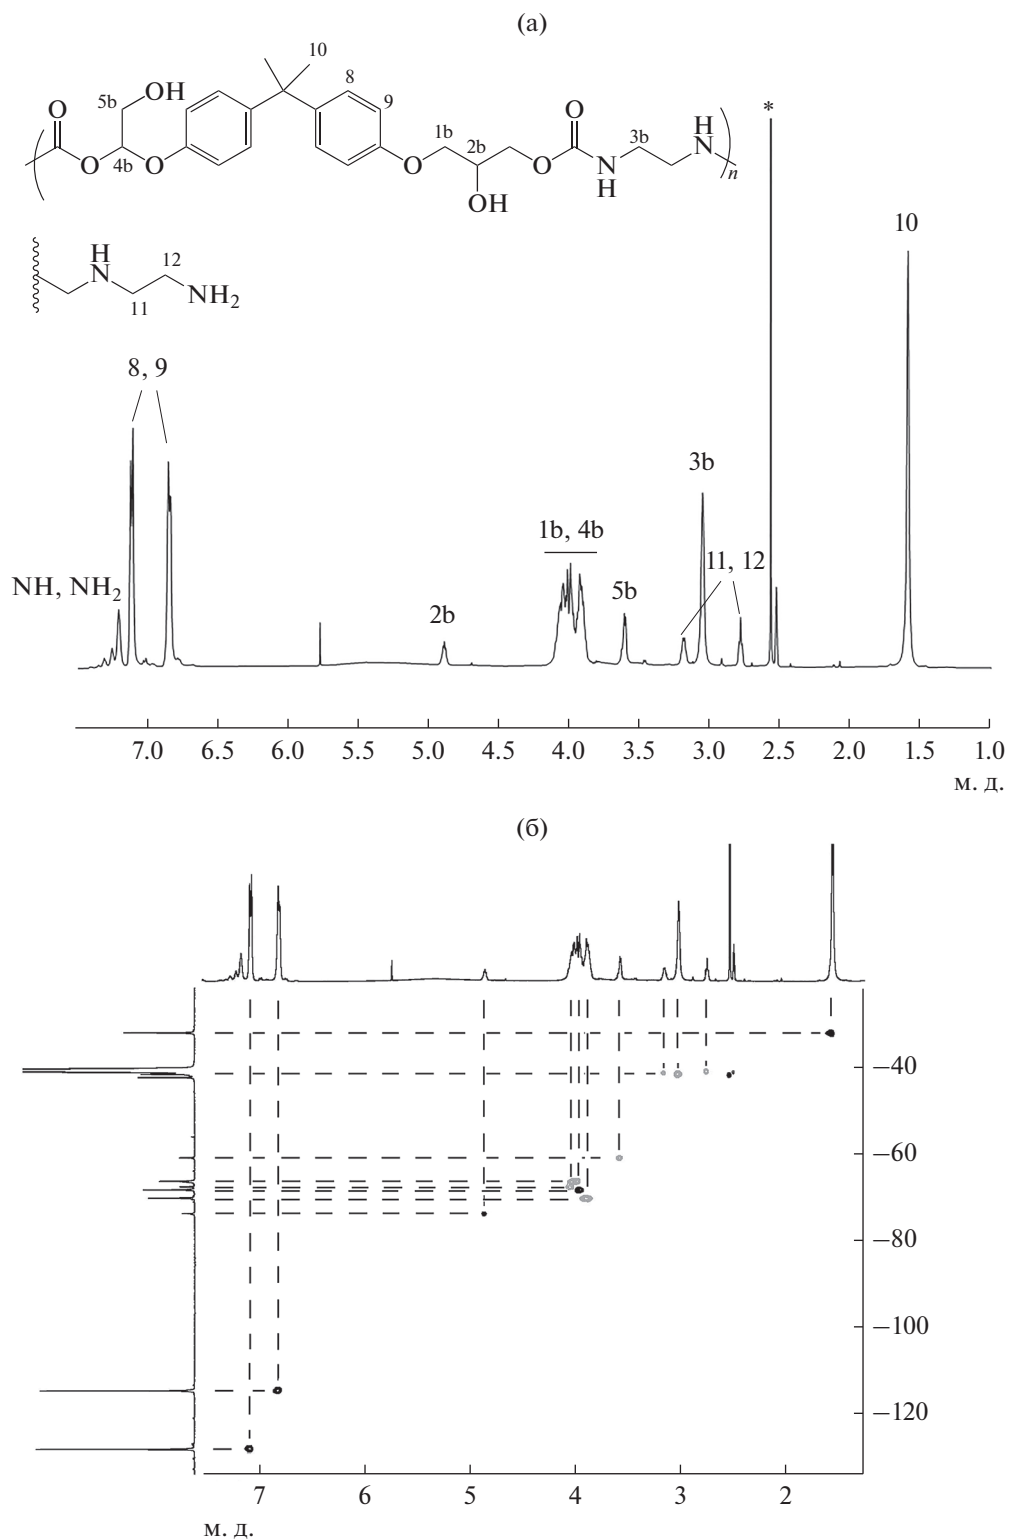 (а)
10
OH
8
5b
9
O
O
1b
3b
H
N
2b
4b
O
O
O
O
N
H
n
OH
*
10
H
N
12
NH₂
11
8, 9
3b
1b, 4b
11, 12
NH, NH₂
5b
2b
7.0 6.5 6.0 5.5 5.0 4.5 4.0 3.5 3.0 2.5 2.0 1.5 1.0
м. д.
(б)
—40
—60
—80
—100
—120
7 6 5 4 3 2
м. д.